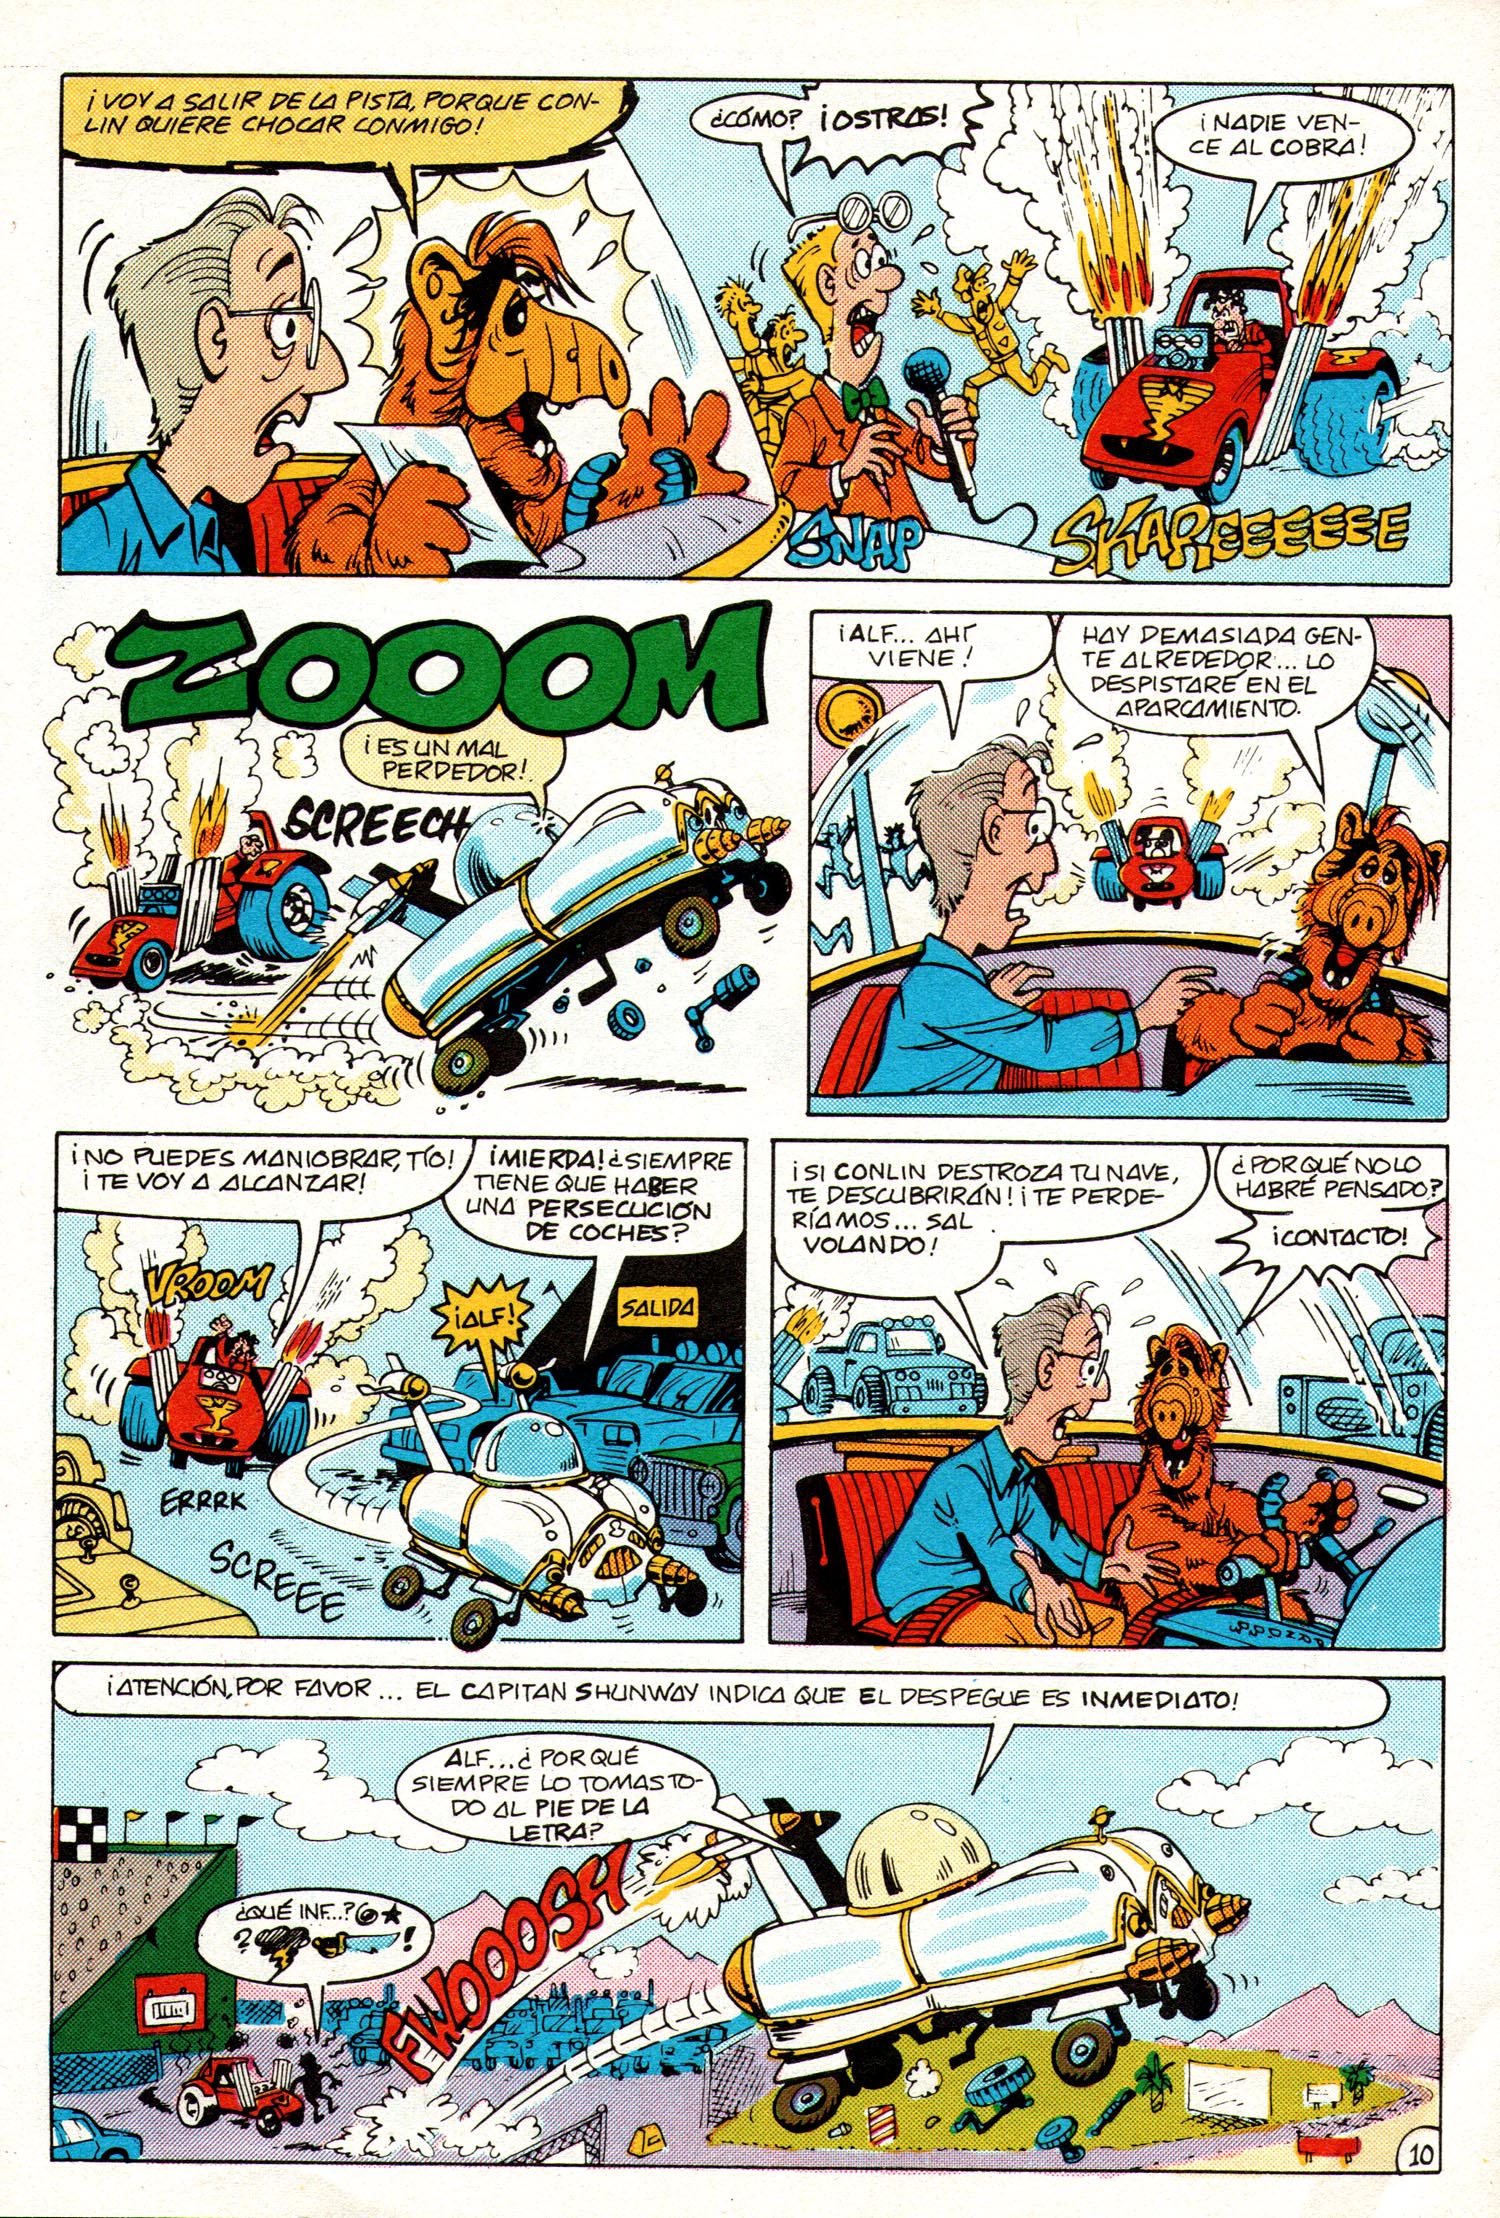 ¡VOY A SALIR DE LA PISTA, PORQUE CON-
LIN QUIERE CHOCAR CONMIGO!
¿CÓMO? ¡OSTRAS!
¡NADIE VEN-
CE AL COBRA!
SNAP
SKAREEEEEEE
ZOOOM
¡ES UN MAL
PERDEDOR!
SCREECH
¡ALF... AHÍ
VIENE!
HAY DEMASIADA GEN-
TE ALREDEDOR... LO
DESPISTARÉ EN EL
APARCAMIENTO.
¡NO PUEDES MANIOBRAR, TÍO!
¡TE VOY A ALCANZAR!
¡MIERDA! ¿SIEMPRE
TIENE QUE HABER
UNA PERSECUCIÓN
DE COCHES?
VROOM
¡ALF!
SALIDA
ERRRK
SCREEE
¡SI CONLIN DESTROZA TU NAVE,
TE DESCUBRIRÁN! ¡TE PERDE-
RÍAMOS... SAL
VOLANDO!
¿POR QUÉ NO LO
HABRÉ PENSADO?
¡CONTACTO!
¡ATENCIÓN, POR FAVOR... EL CAPITAN SHUNWAY INDICA QUE EL DESPEGUE ES INMEDIATO!
ALF...¿POR QUÉ
SIEMPRE LO TOMAS TO-
DO AL PIE DE LA
LETRA?
¿QUÉ INF...?
?!
FWOOOSH
10